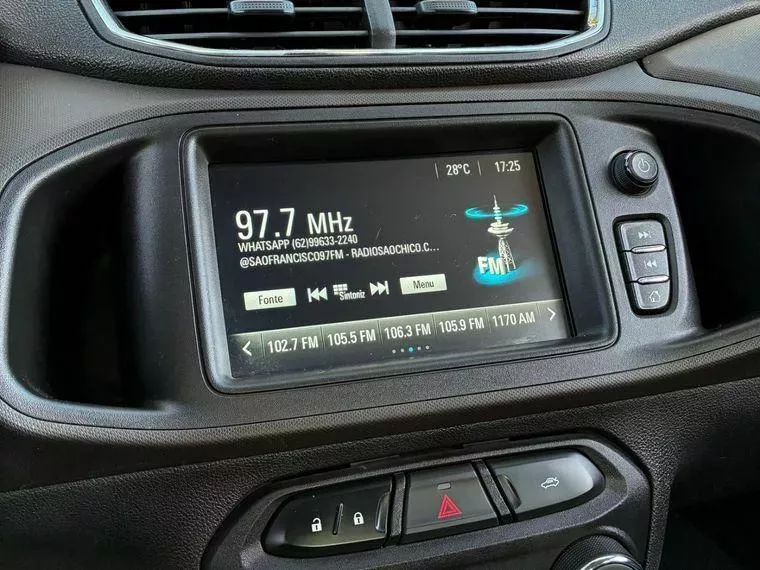 28°C 17:25
97.7 MHz
WHATSAPP (62)99633-2240
@SAOFRANCISCO97FM - RADIOSAOCHICO.C...
FM
Fonte Sintoniz Menu
102.7 FM 105.5 FM 106.3 FM 105.9 FM 1170 AM